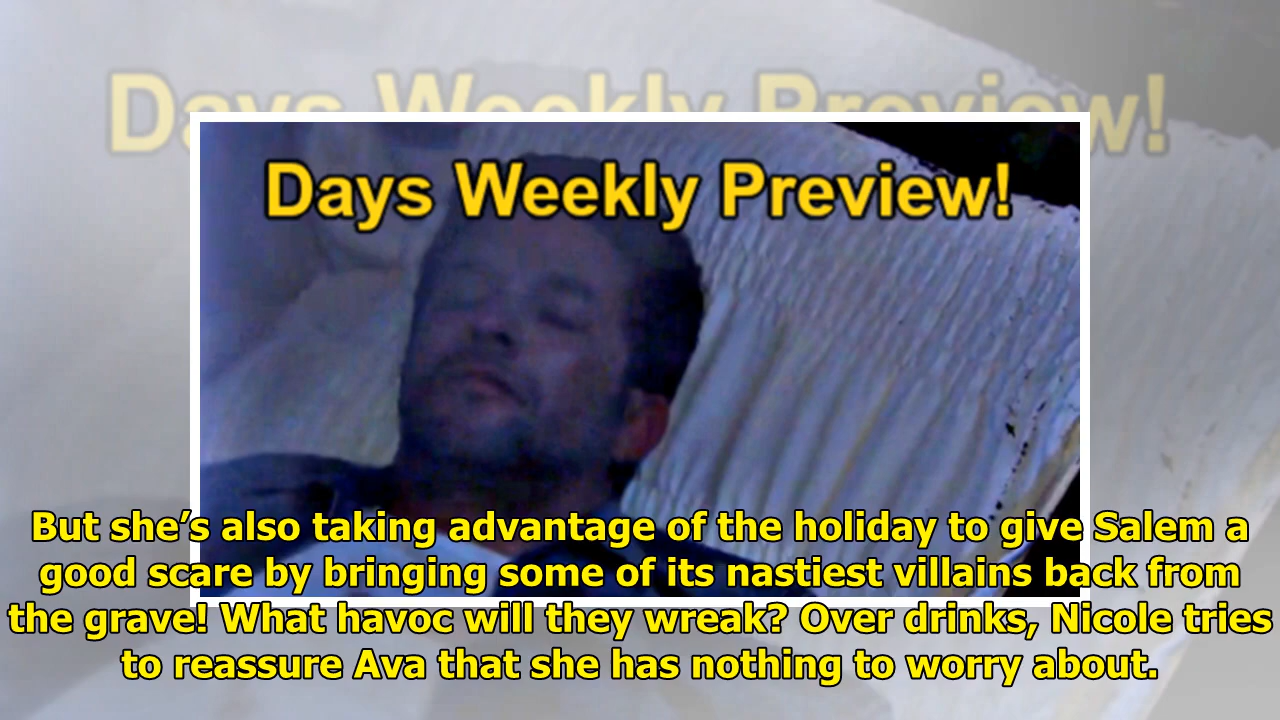 Days Weekly Preview!
Days Weekly Preview!
But she’s also taking advantage of the holiday to give Salem a
good scare by bringing some of its nastiest villains back from
the grave! What havoc will they wreak? Over drinks, Nicole tries
to reassure Ava that she has nothing to worry about.